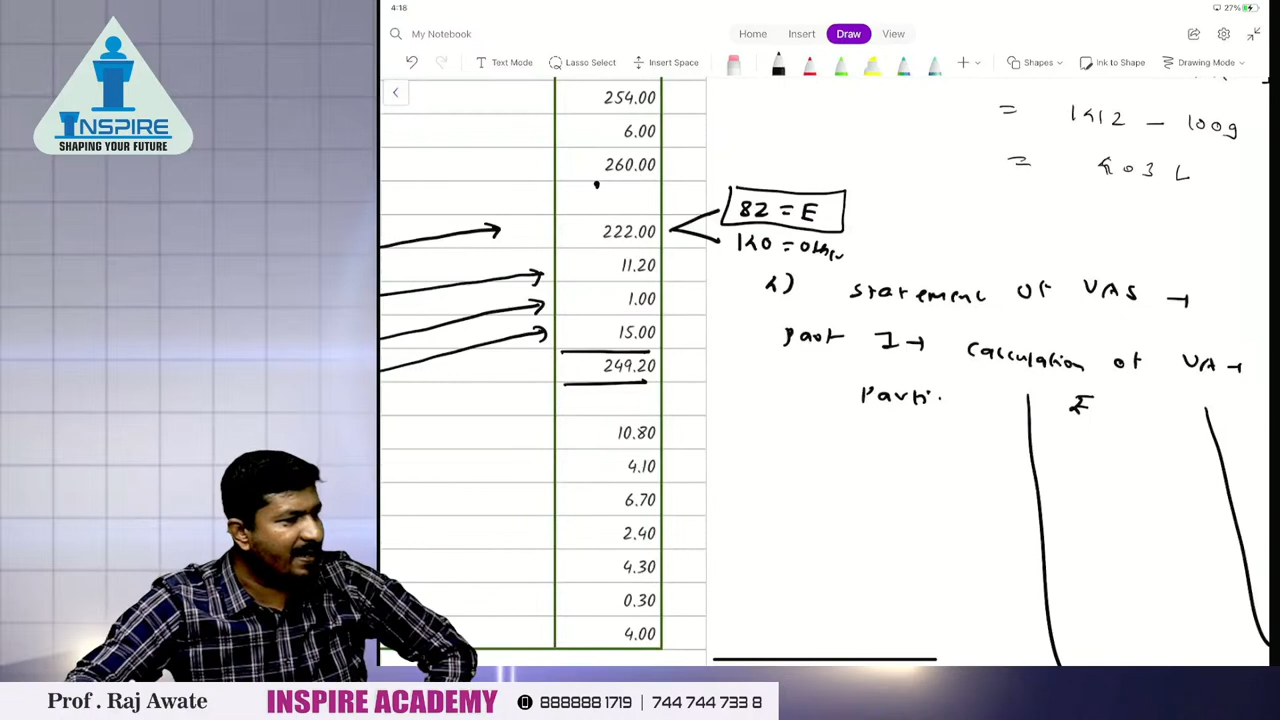 4:18
27%
INSPIRE
SHAPING YOUR FUTURE
My Notebook
Home Insert Draw View
Text Mode Lasso Select Insert Space Shapes Ink to Shape Drawing Mode
254.00
6.00
260.00
222.00
11.20
1.00
15.00
249.20
10.80
4.10
6.70
2.40
4.30
0.30
4.00
= 1412 - 1009
= 403 L
82 = E
140 = other
Statement of VAS →
Part I → Calculation of VA →
Parti.
Prof . Raj Awate INSPIRE ACADEMY 888888 1719 | 744 744 733 8